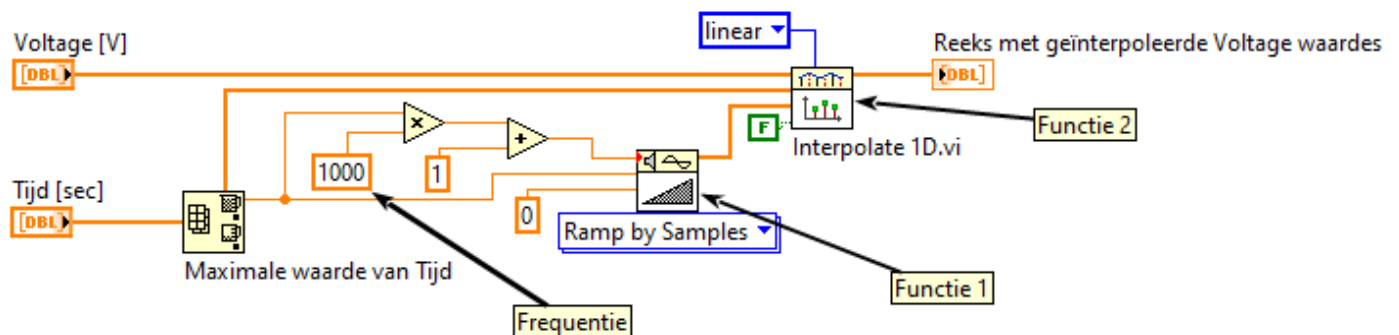 linear
Voltage [V]
Reeks met geïnterpoleerde Voltage waardes
[DBL]
[DBL]
x
+
F
Functie 2
Interpolate 1D.vi
1000
1
Tijd [sec]
[DBL]
0
Ramp by Samples
Maximale waarde van Tijd
Functie 1
Frequentie